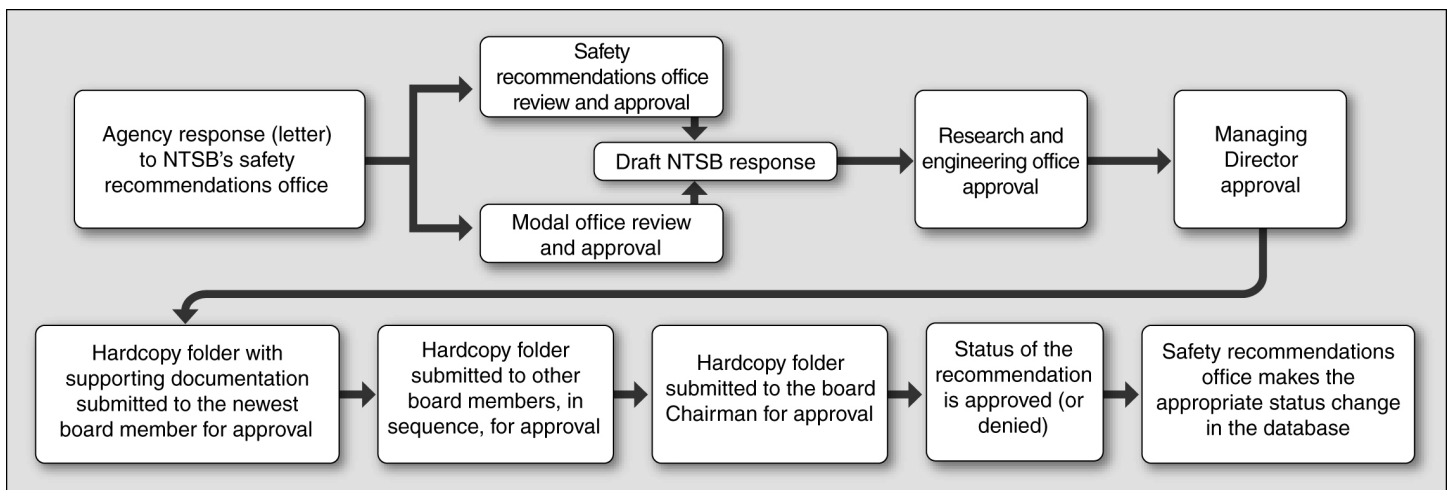 Agency response (letter)
to NTSB's safety
recommendations office
Safety
recommendations office
review and approval
Modal office review
and approval
Draft NTSB response
Research and
engineering office
approval
Managing
Director
approval
Hardcopy folder with
supporting documentation
submitted to the newest
board member for approval
Hardcopy folder
submitted to other
board members, in
sequence, for approval
Hardcopy folder
submitted to the board
Chairman for approval
Status of the
recommendation
is approved (or
denied)
Safety recommendations
office makes the
appropriate status change
in the database